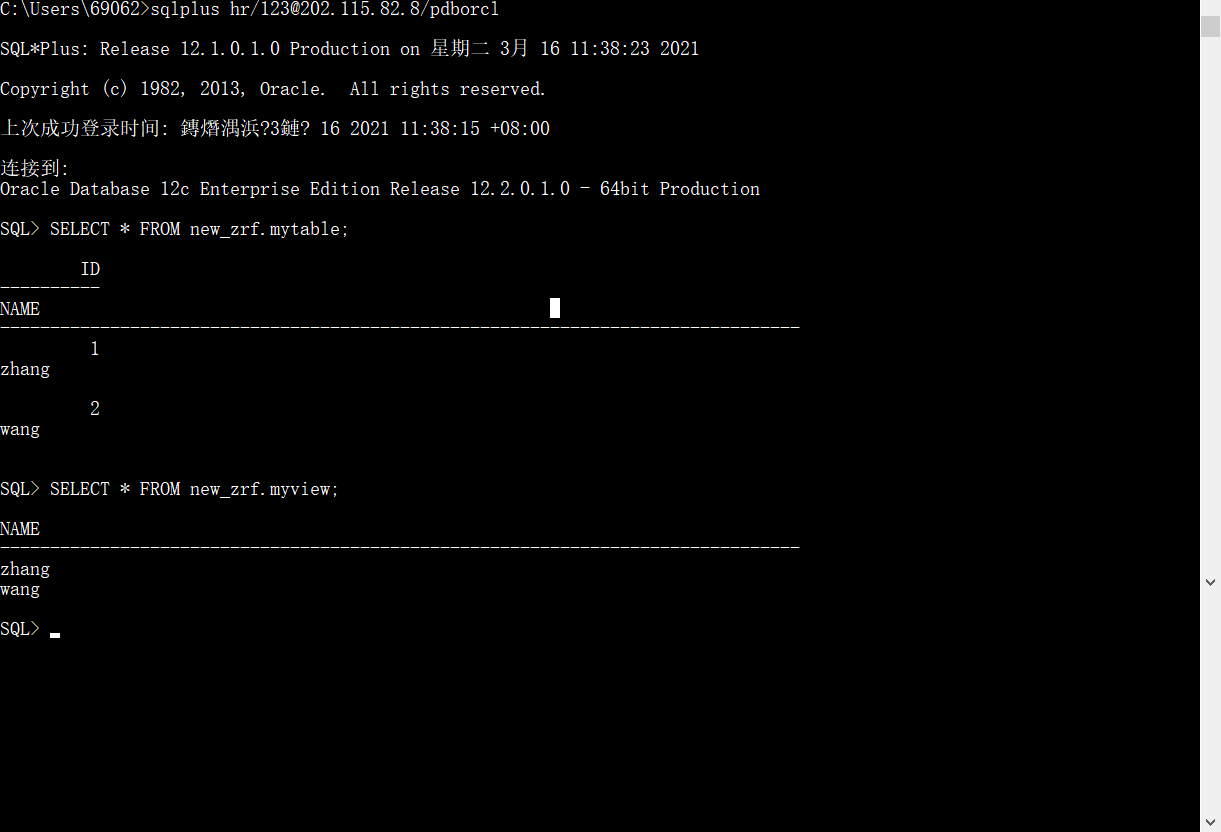 C:\Users\69062>sqlplus hr/123@202.115.82.8/pdborcl
SQL*Plus: Release 12.1.0.1.0 Production on 星期二 3月 16 11:38:23 2021
Copyright (c) 1982, 2013, Oracle.  All rights reserved.
上次成功登录时间: 鏄熸湡浜?3鏈? 16 2021 11:38:15 +08:00
连接到:
Oracle Database 12c Enterprise Edition Release 12.2.0.1.0 - 64bit Production
SQL> SELECT * FROM new_zrf.mytable;
ID
----------
NAME
--------------------------------------------------------------------------------
1
zhang
2
wang
SQL> SELECT * FROM new_zrf.myview;
NAME
--------------------------------------------------------------------------------
zhang
wang
SQL>